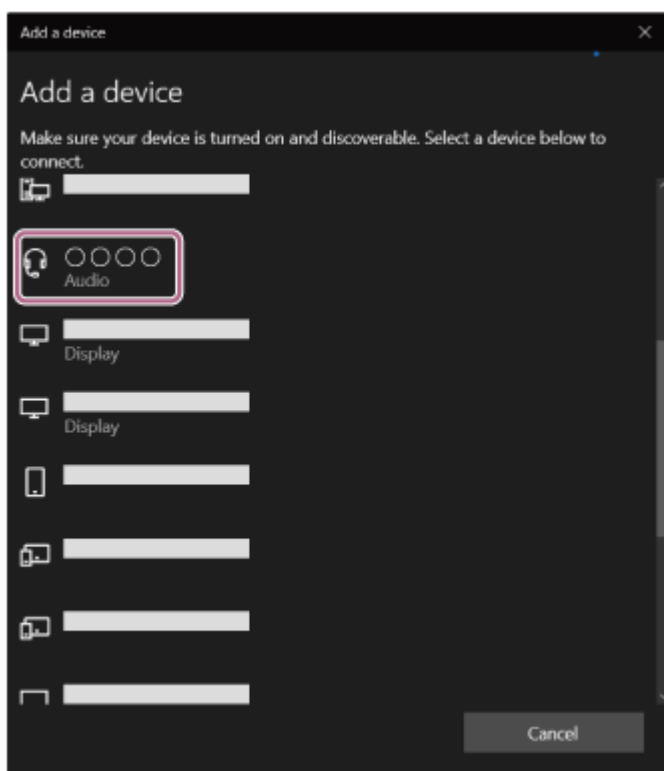 Add a device
Add a device
Make sure your device is turned on and discoverable. Select a device below to
connect.
○○○○
Audio
Display
Display
Cancel